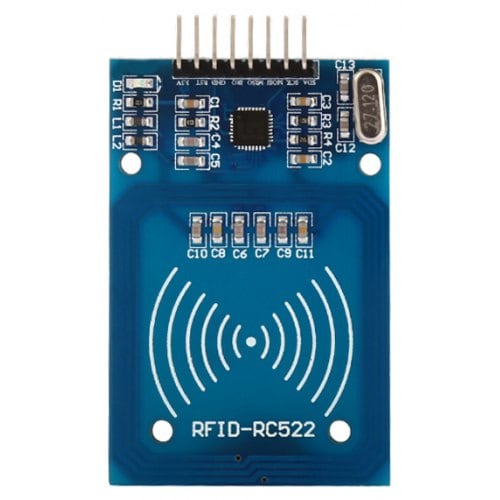 3.3V RST GND IRQ MISO MOSI SCK SDA
D1
R1
L1
L2
C1
R2
C4
C5
C3
R3
R4
C2
C13
27.120
C12
C10 C8 C6 C7 C9 C11
RFID-RC522